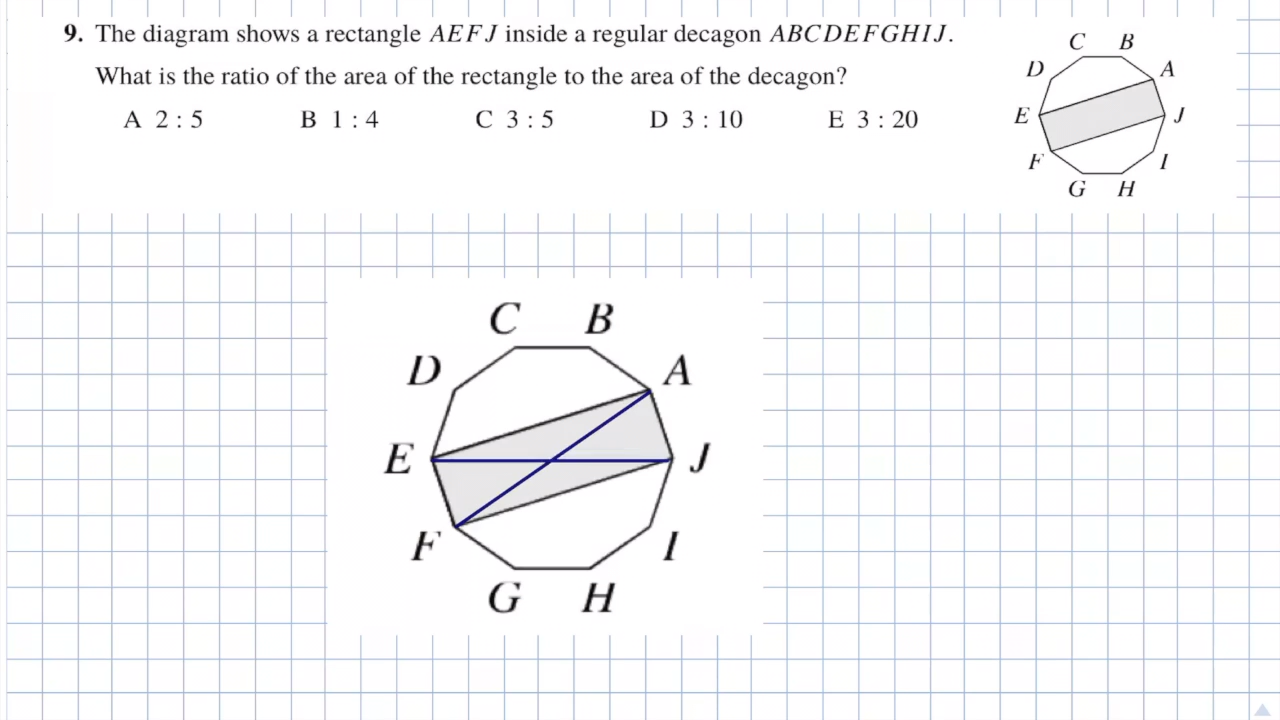 9. The diagram shows a rectangle AEFJ inside a regular decagon ABCDEFGHIJ.
What is the ratio of the area of the rectangle to the area of the decagon?
A 2 : 5 B 1 : 4 C 3 : 5 D 3 : 10 E 3 : 20
C B
D A
E J
F I
G H
C B
D A
E J
F I
G H